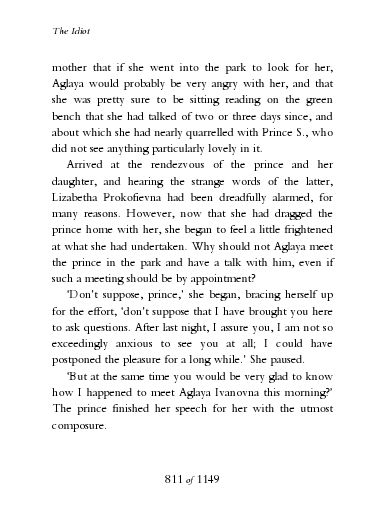 The Idiot
mother that if she went into the park to look for her,
Aglaya would probably be very angry with her, and that
she was pretty sure to be sitting reading on the green
bench that she had talked of two or three days since, and
about which she had nearly quarrelled with Prince S., who
did not see anything particularly lovely in it.
Arrived at the rendezvous of the prince and her
daughter, and hearing the strange words of the latter,
Lizabetha Prokofievna had been dreadfully alarmed, for
many reasons. However, now that she had dragged the
prince home with her, she began to feel a little frightened
at what she had undertaken. Why should not Aglaya meet
the prince in the park and have a talk with him, even if
such a meeting should be by appointment?
'Don't suppose, prince,' she began, bracing herself up
for the effort, 'don't suppose that I have brought you here
to ask questions. After last night, I assure you, I am not so
exceedingly anxious to see you at all; I could have
postponed the pleasure for a long while.' She paused.
'But at the same time you would be very glad to know
how I happened to meet Aglaya Ivanovna this morning?'
The prince finished her speech for her with the utmost
composure.
811 of 1149